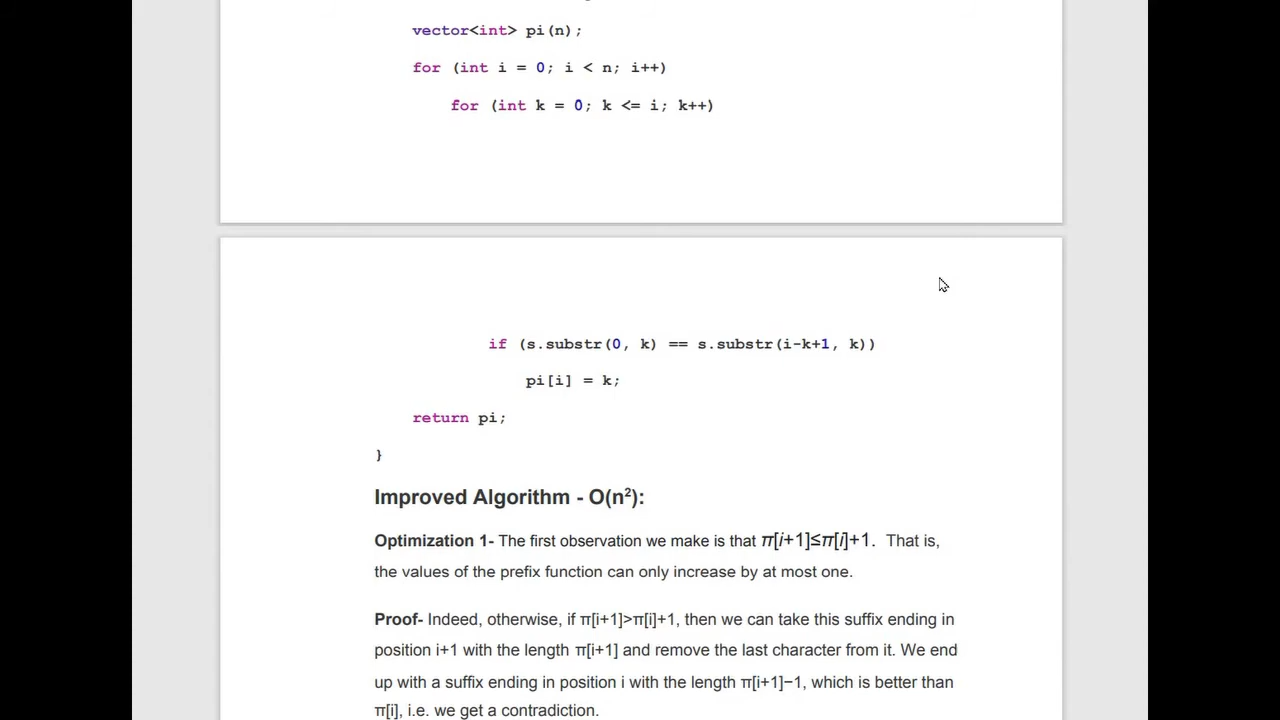 vector<int> pi(n);
for (int i = 0; i < n; i++)
for (int k = 0; k <= i; k++)
if (s.substr(0, k) == s.substr(i-k+1, k))
pi[i] = k;
return pi;
}
Improved Algorithm - O(n²):
Optimization 1- The first observation we make is that π[i+1]≤π[i]+1. That is,
the values of the prefix function can only increase by at most one.
Proof- Indeed, otherwise, if π[i+1]>π[i]+1, then we can take this suffix ending in
position i+1 with the length π[i+1] and remove the last character from it. We end
up with a suffix ending in position i with the length π[i+1]−1, which is better than
π[i], i.e. we get a contradiction.